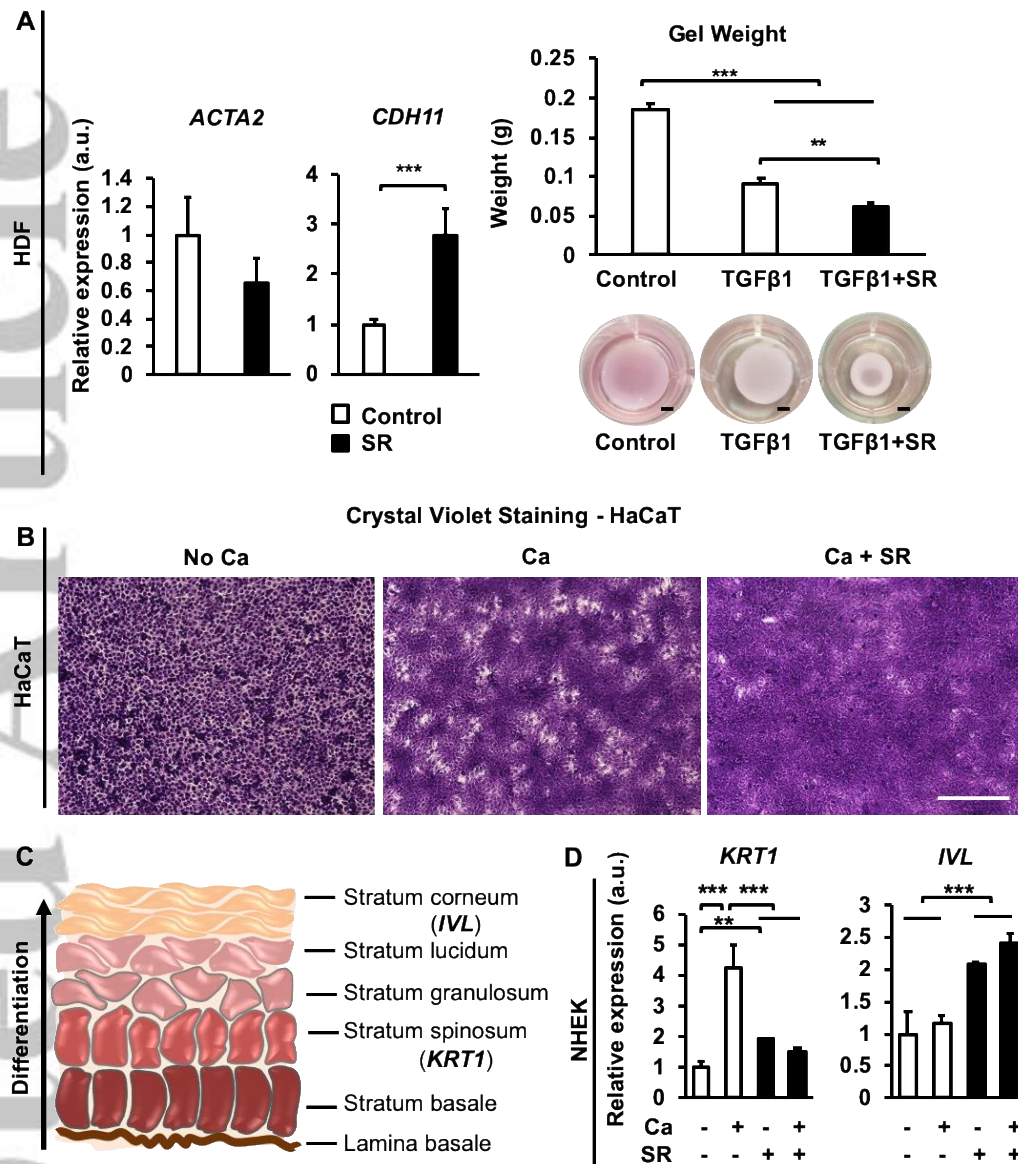 A
HDF
ACTA2
Relative expression (a.u.)
1.4
1.2
1
0.8
0.6
0.4
0.2
0
CDH11
4
3
2
1
0
***
Control
SR
Gel Weight
Weight (g)
0.25
0.2
0.15
0.1
0.05
0
***
**
Control TGFβ1 TGFβ1+SR
Control TGFβ1 TGFβ1+SR
B
HaCaT
Crystal Violet Staining - HaCaT
No Ca Ca Ca + SR
C
Differentiation
Stratum corneum
(IVL)
Stratum lucidum
Stratum granulosum
Stratum spinosum
(KRT1)
Stratum basale
Lamina basale
D
NHEK
Relative expression (a.u.)
KRT1
*** ***
**
6
5
4
3
2
1
0
IVL
***
3
2.5
2
1.5
1
0.5
0
Ca - + - + - + - +
SR - - + + - - + +